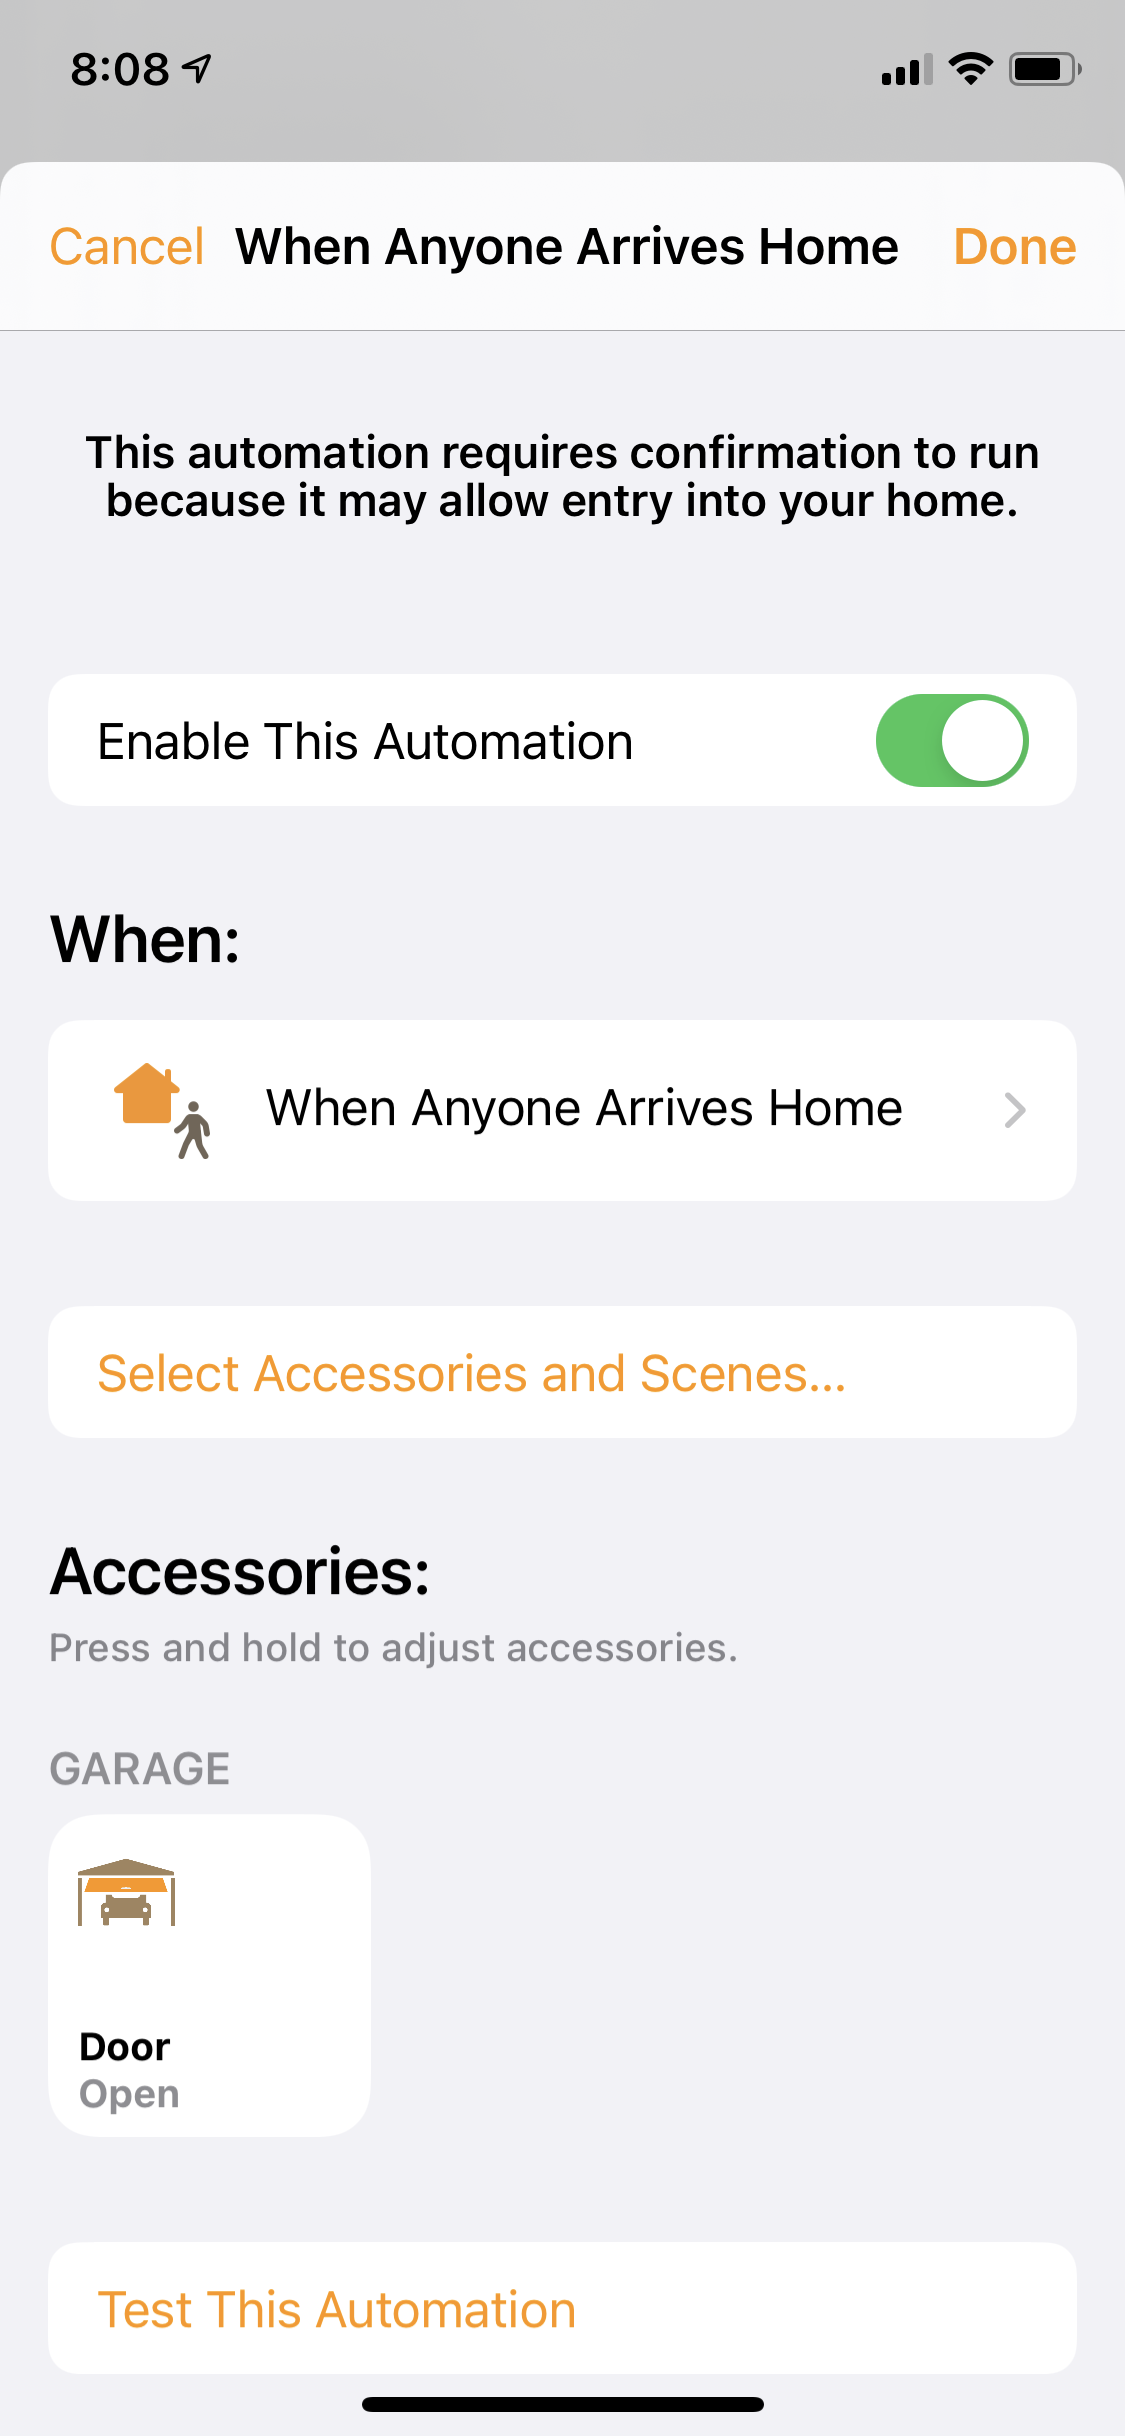 8:08
Cancel When Anyone Arrives Home Done
This automation requires confirmation to run
because it may allow entry into your home.
Enable This Automation
When:
When Anyone Arrives Home
Select Accessories and Scenes...
Accessories:
Press and hold to adjust accessories.
GARAGE
Door
Open
Test This Automation